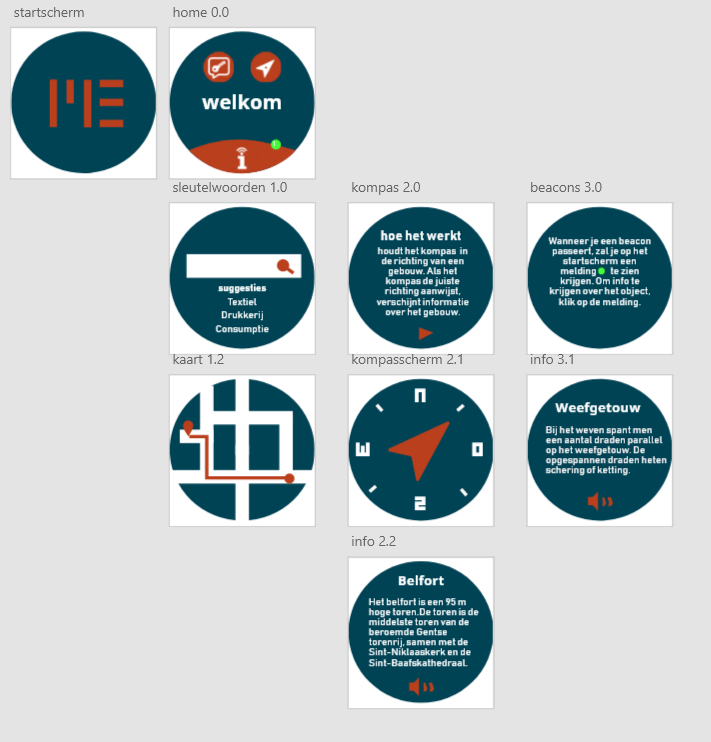 startscherm
home 0.0
welkom
i
sleutelwoorden 1.0
suggesties
Textiel
Drukkerij
Consumptie
kompas 2.0
hoe het werkt
houdt het kompas in
de richting van een
gebouw. Als het
kompas de juiste
richting aanwijst,
verschijnt informatie
over het gebouw.
beacons 3.0
Wanneer je een beacon
passeert, zal je op het
startscherm een
melding te zien
krijgen. Om info te
krijgen over het object,
klik op de melding.
kaart 1.2
kompasscherm 2.1
N
W
O
Z
info 3.1
Weefgetouw
Bij het weven spant men
een aantal draden parallel
op het weefgetouw. De
opgespannen draden heten
schering of ketting.
info 2.2
Belfort
Het belfort is een 95 m
hoge toren.De toren is de
middelste toren van de
beroemde Gentse
torenrij, samen met de
Sint-Niklaaskerk en de
Sint-Baafskathedraal.